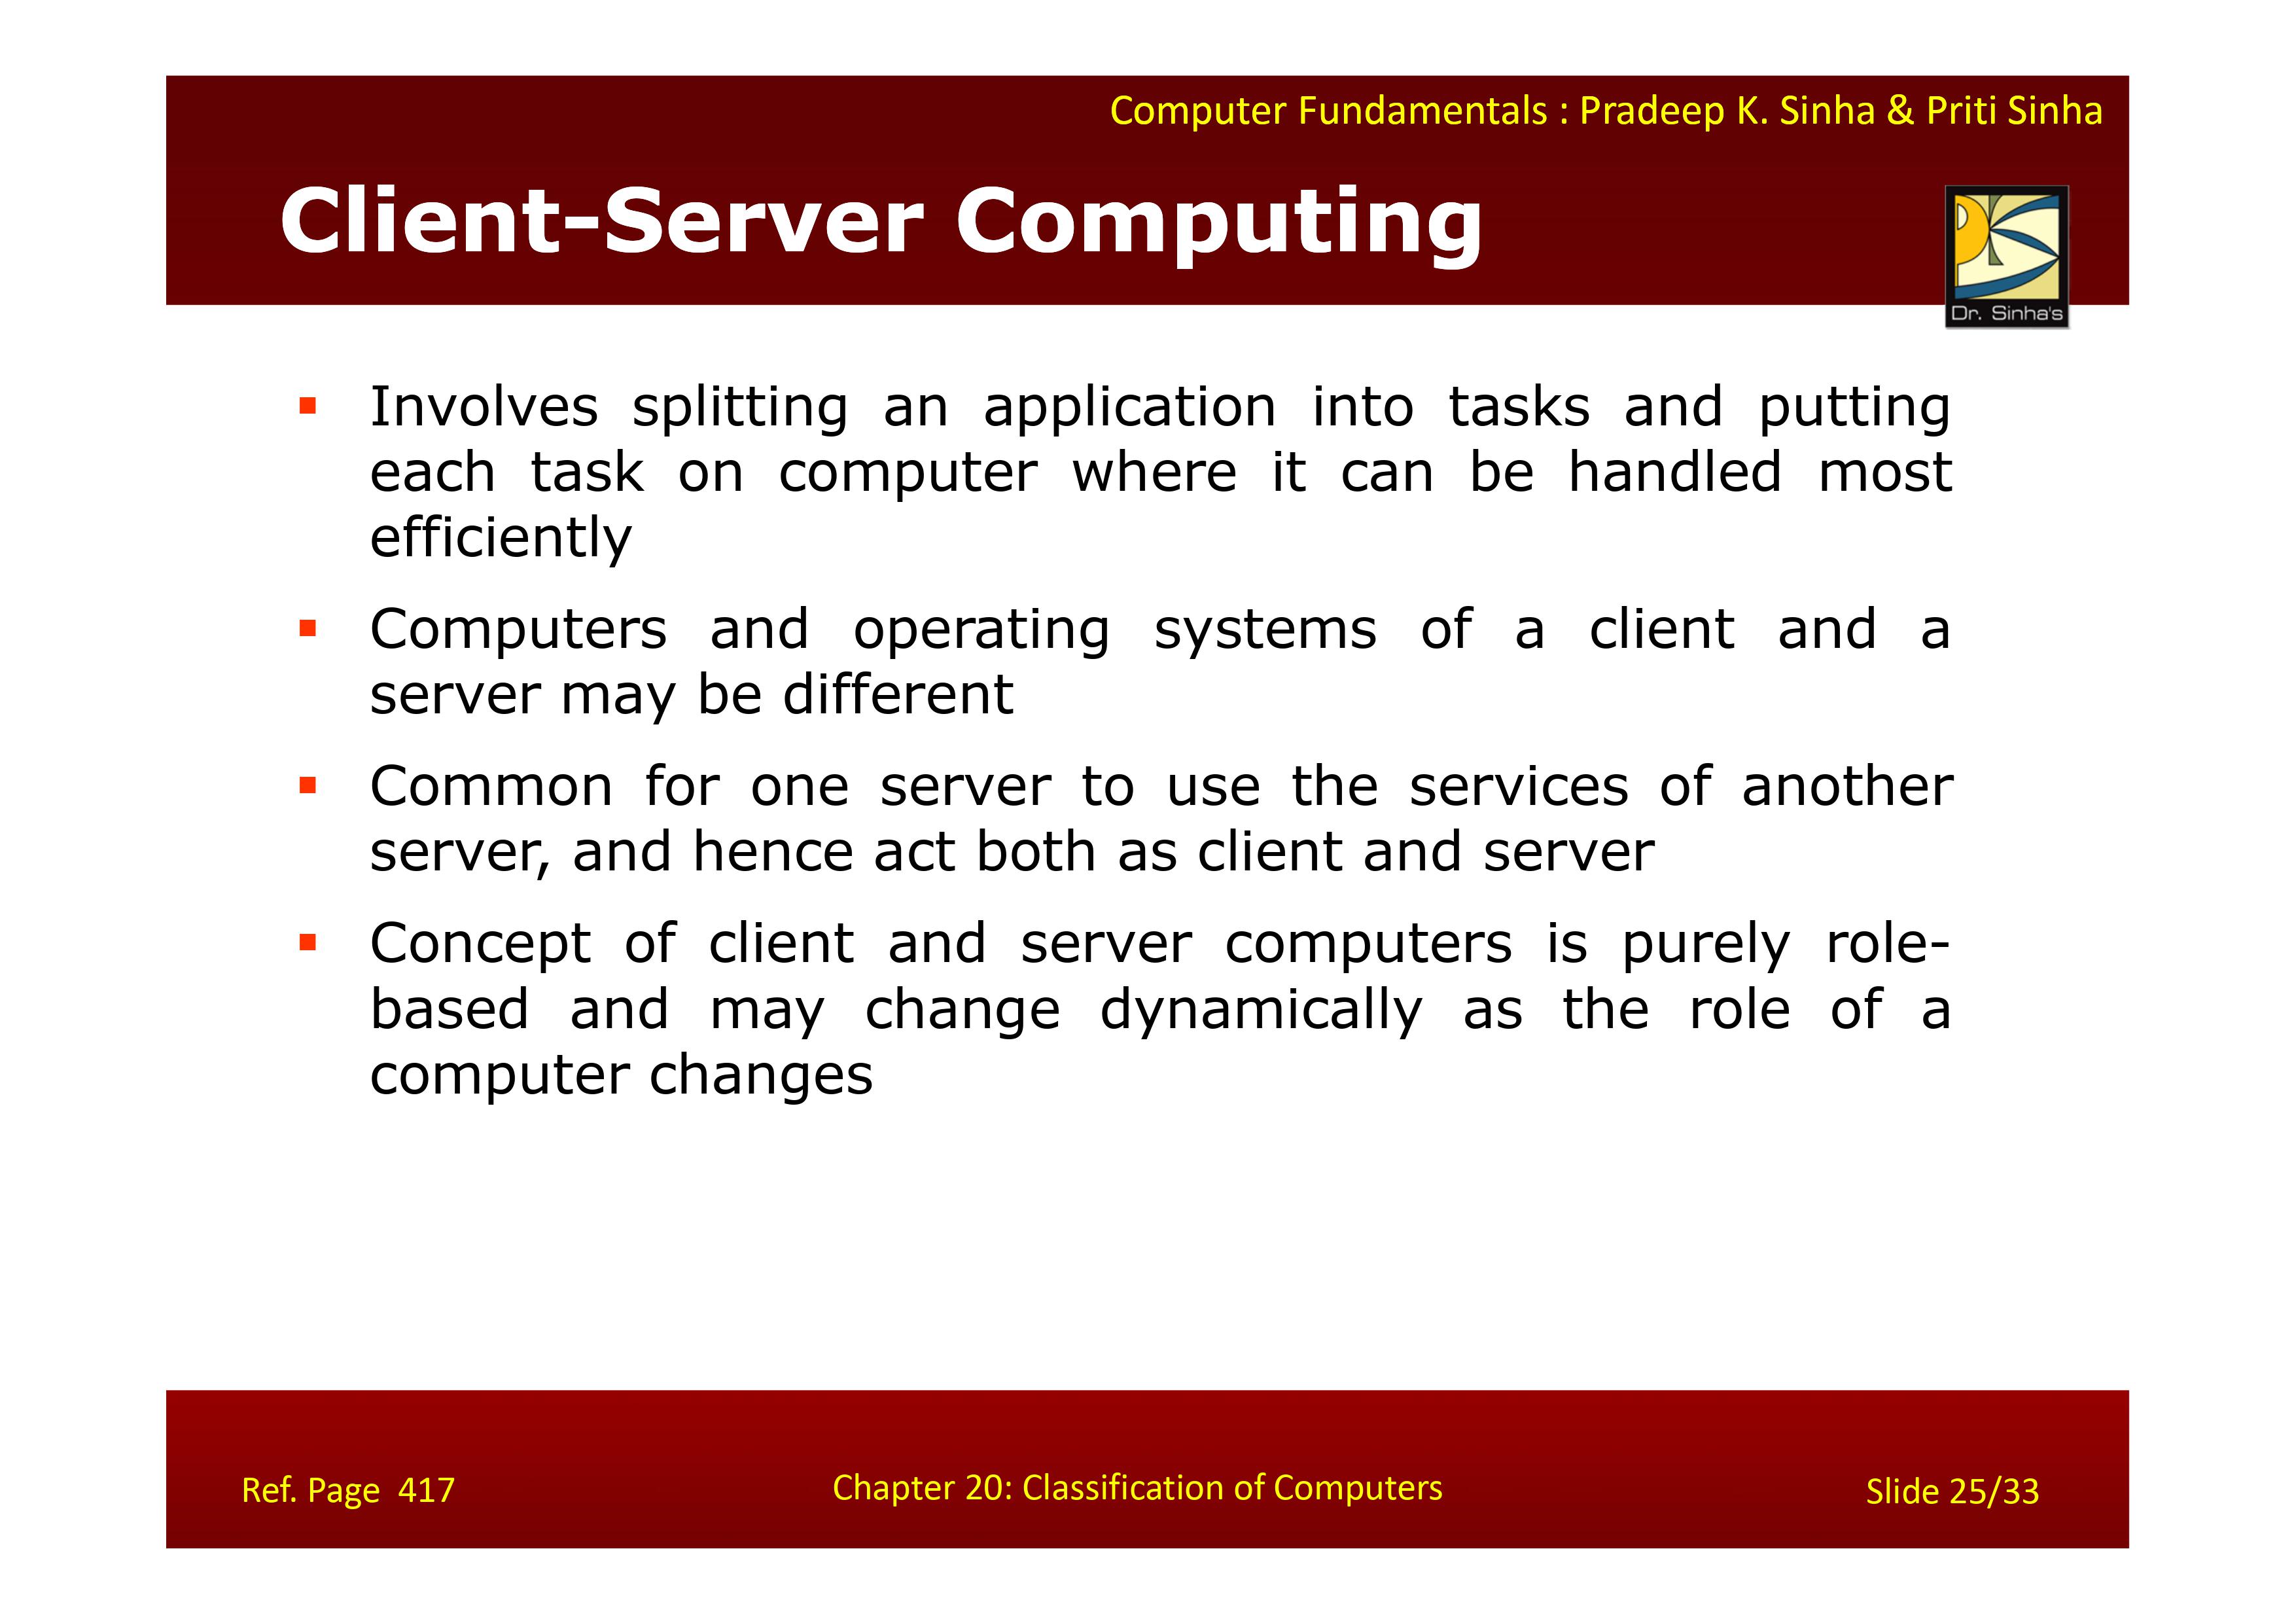 Computer Fundamentals : Pradeep K. Sinha & Priti Sinha
Client-Server Computing
Dr. Sinha's
Involves splitting an application into tasks and putting
each task on computer where it can be handled most
efficiently
Computers and operating systems of a client and a
server may be different
Common for one server to use the services of another
server, and hence act both as client and server
Concept of client and server computers is purely role-
based and may change dynamically as the role of a
computer changes
Ref. Page 417
Chapter 20: Classification of Computers
Slide 25/33